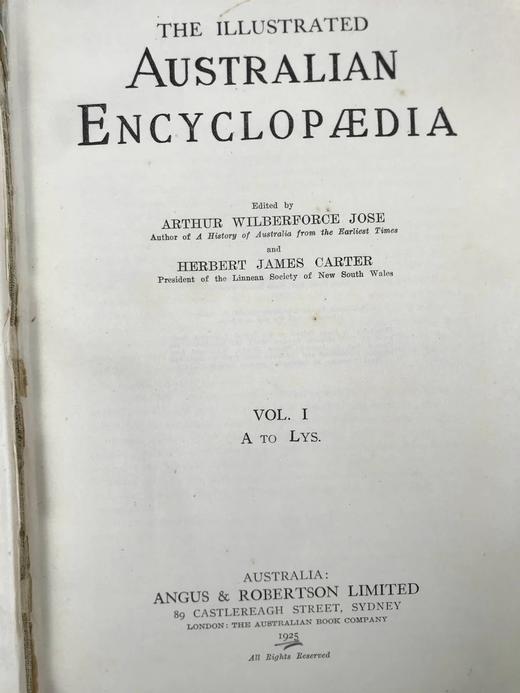 THE ILLUSTRATED
AUSTRALIAN
ENCYCLOPÆDIA
Edited by
ARTHUR WILBERFORCE JOSE
Author of A History of Australia from the Earliest Times
and
HERBERT JAMES CARTER
President of the Linnean Society of New South Wales
VOL. I
A TO LYS.
AUSTRALIA:
ANGUS & ROBERTSON LIMITED
89 CASTLEREAGH STREET, SYDNEY
LONDON: THE AUSTRALIAN BOOK COMPANY
1925
All Rights Reserved